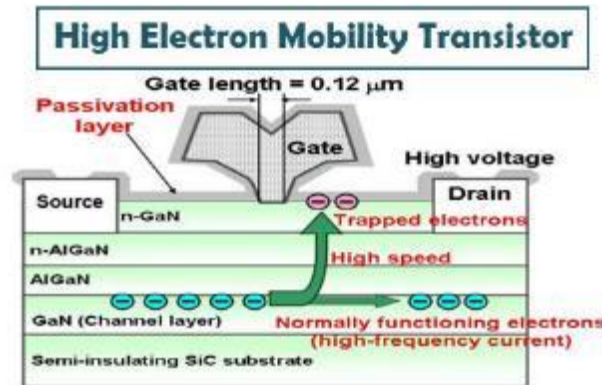 High Electron Mobility Transistor
Gate length = 0.12 μm
Passivation
layer
Gate
High voltage
Source
Drain
n-GaN
Trapped electrons
n-AlGaN
High speed
AlGaN
GaN (Channel layer)
Normally functioning electrons
(high-frequency current)
Semi-insulating SiC substrate